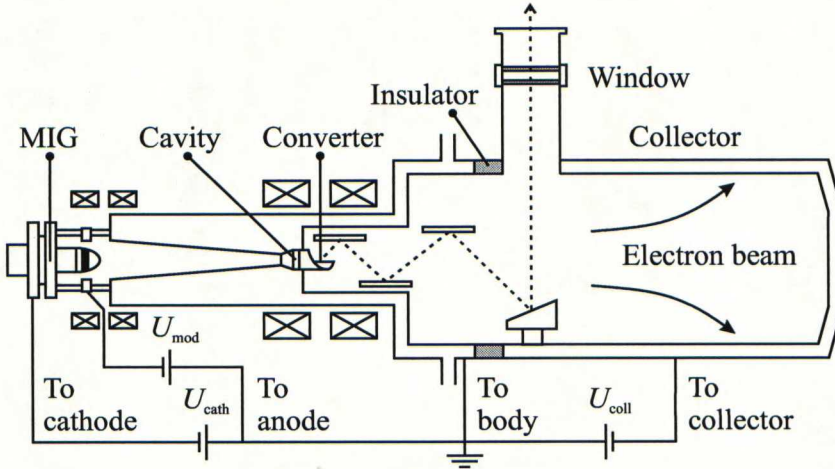 Window
Insulator
MIG
Cavity
Converter
Collector
Electron beam
U_mod
To
cathode
U_cath
To
anode
To
body
U_coll
To
collector